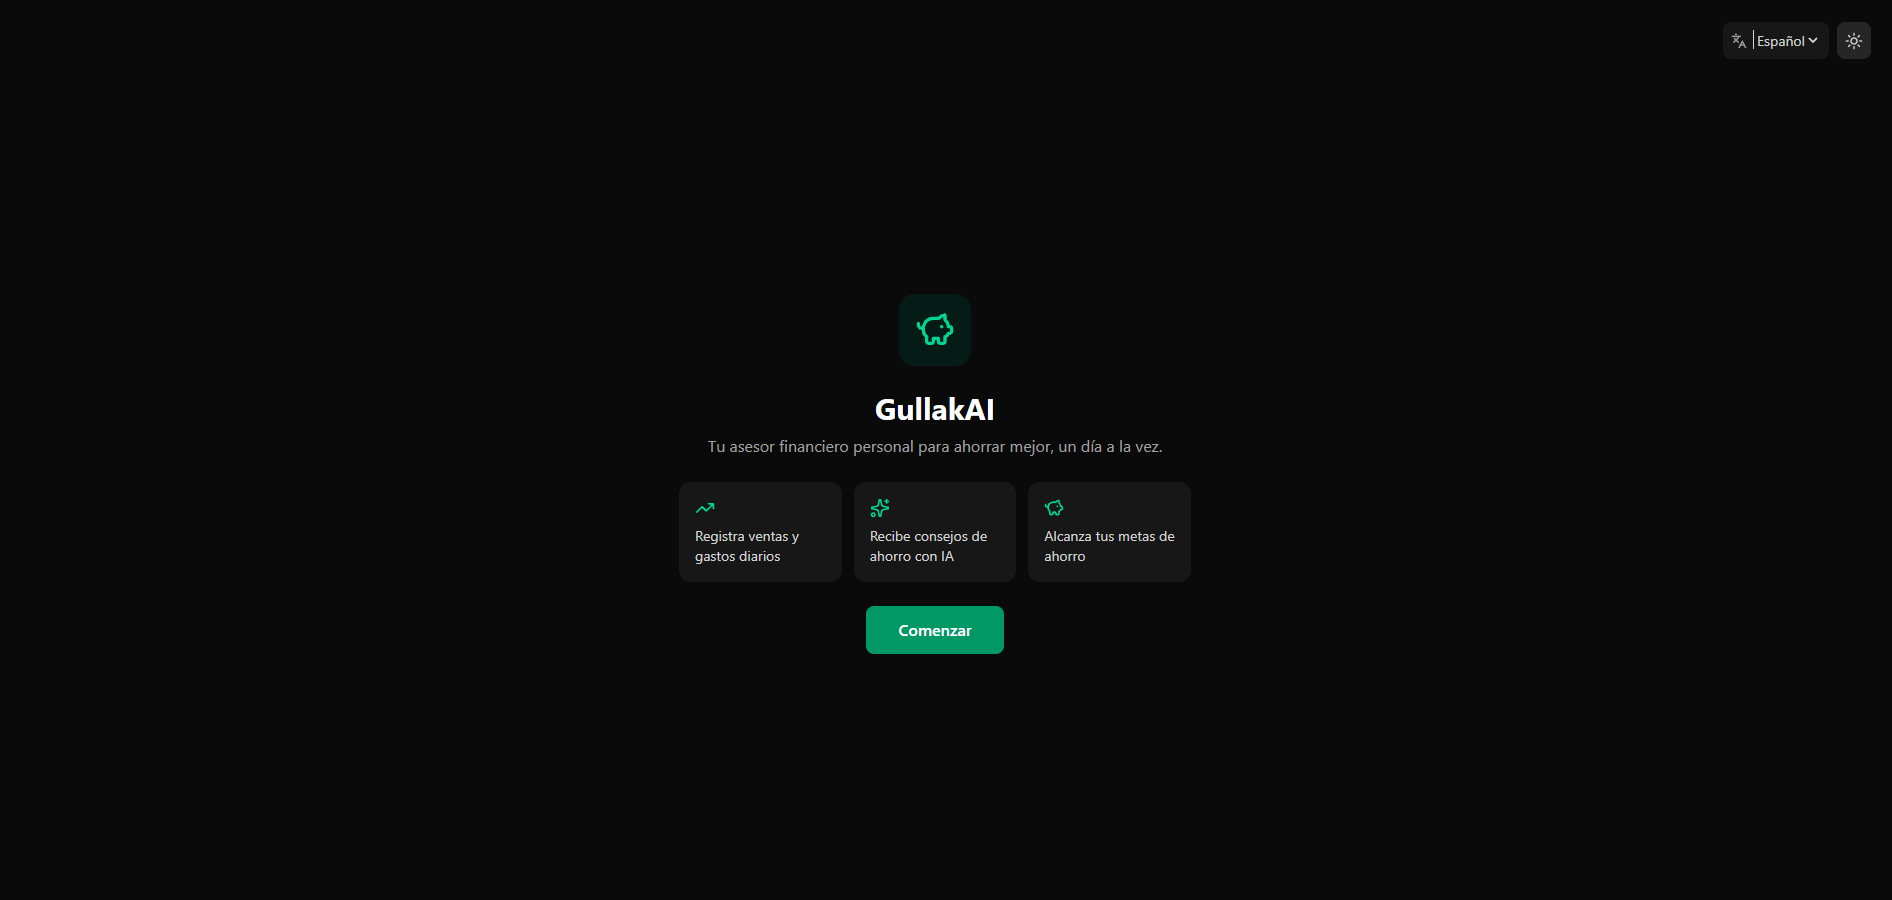 Español
GullakAI
Tu asesor financiero personal para ahorrar mejor, un día a la vez.
Registra ventas y
gastos diarios
Recibe consejos de
ahorro con IA
Alcanza tus metas de
ahorro
Comenzar